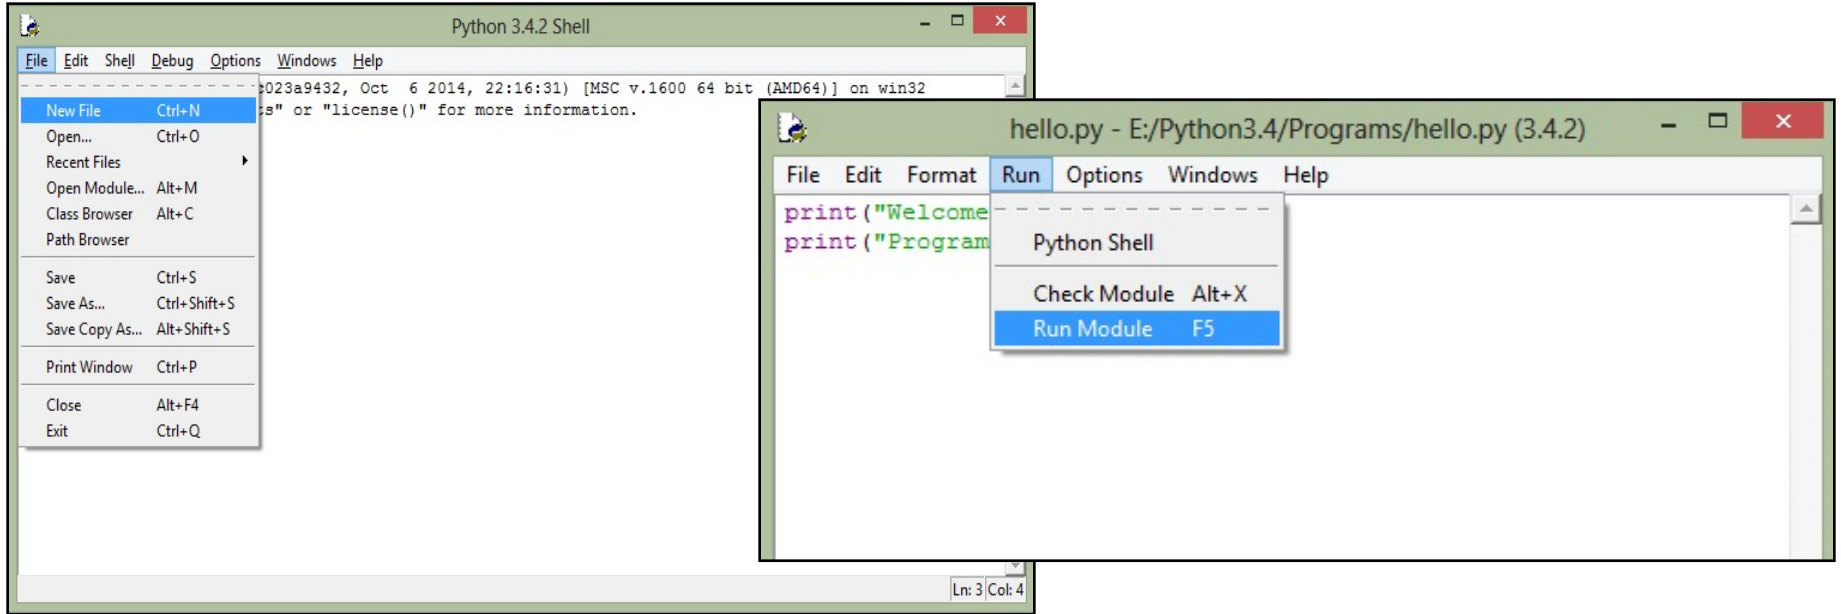 Python 3.4.2 Shell
File Edit Shell Debug Options Windows Help
023a9432, Oct 6 2014, 22:16:31) [MSC v.1600 64 bit (AMD64)] on win32
s" or "license()" for more information.
New File Ctrl+N
Open... Ctrl+O
Recent Files
Open Module... Alt+M
Class Browser Alt+C
Path Browser
Save Ctrl+S
Save As... Ctrl+Shift+S
Save Copy As... Alt+Shift+S
Print Window Ctrl+P
Close Alt+F4
Exit Ctrl+Q
Ln: 3 Col: 4
hello.py - E:/Python3.4/Programs/hello.py (3.4.2)
File Edit Format Run Options Windows Help
print("Welcome
print("Program
Python Shell
Check Module Alt+X
Run Module F5